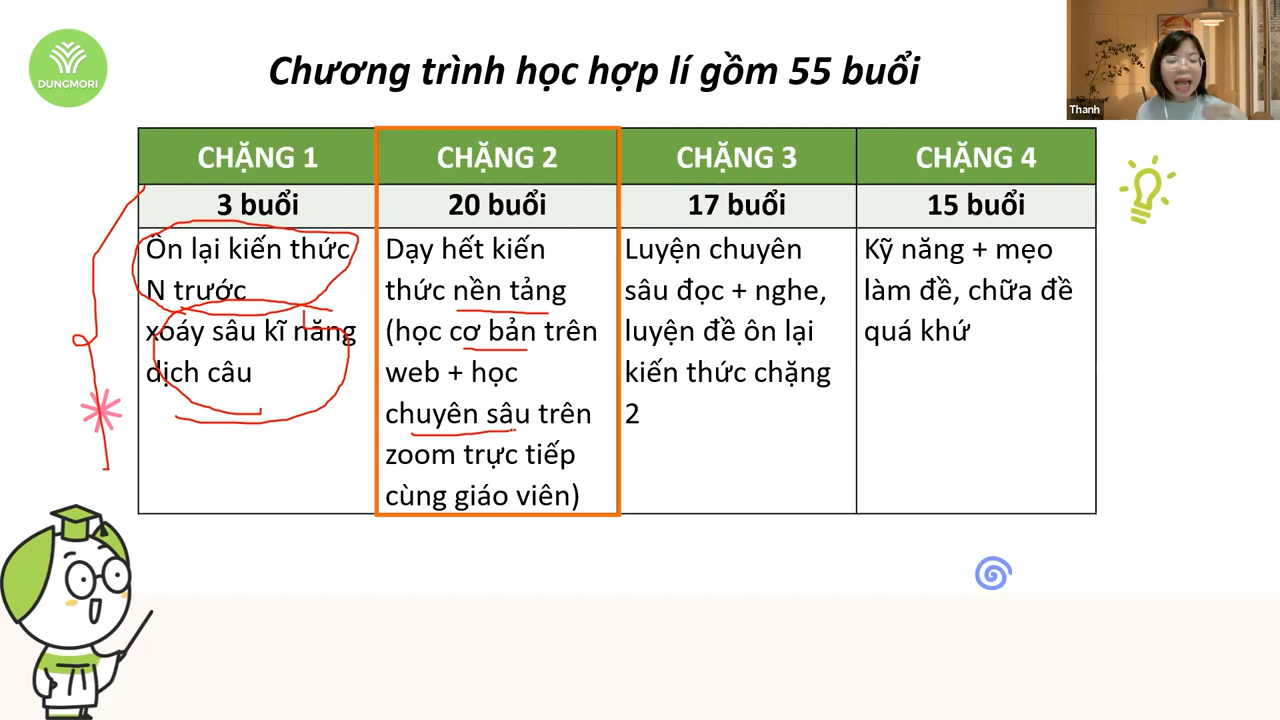 DUNGMORI
Chương trình học hợp lí gồm 55 buổi
Thanh
CHẶNG 1
CHẶNG 2
CHẶNG 3
CHẶNG 4
3 buổi
20 buổi
17 buổi
15 buổi
Ôn lại kiến thức
N trước
xoáy sâu kĩ năng
dịch câu
Dạy hết kiến
thức nền tảng
(học cơ bản trên
web + học
chuyên sâu trên
zoom trực tiếp
cùng giáo viên)
Luyện chuyên
sâu đọc + nghe,
luyện đề ôn lại
kiến thức chặng
2
Kỹ năng + mẹo
làm đề, chữa đề
quá khứ